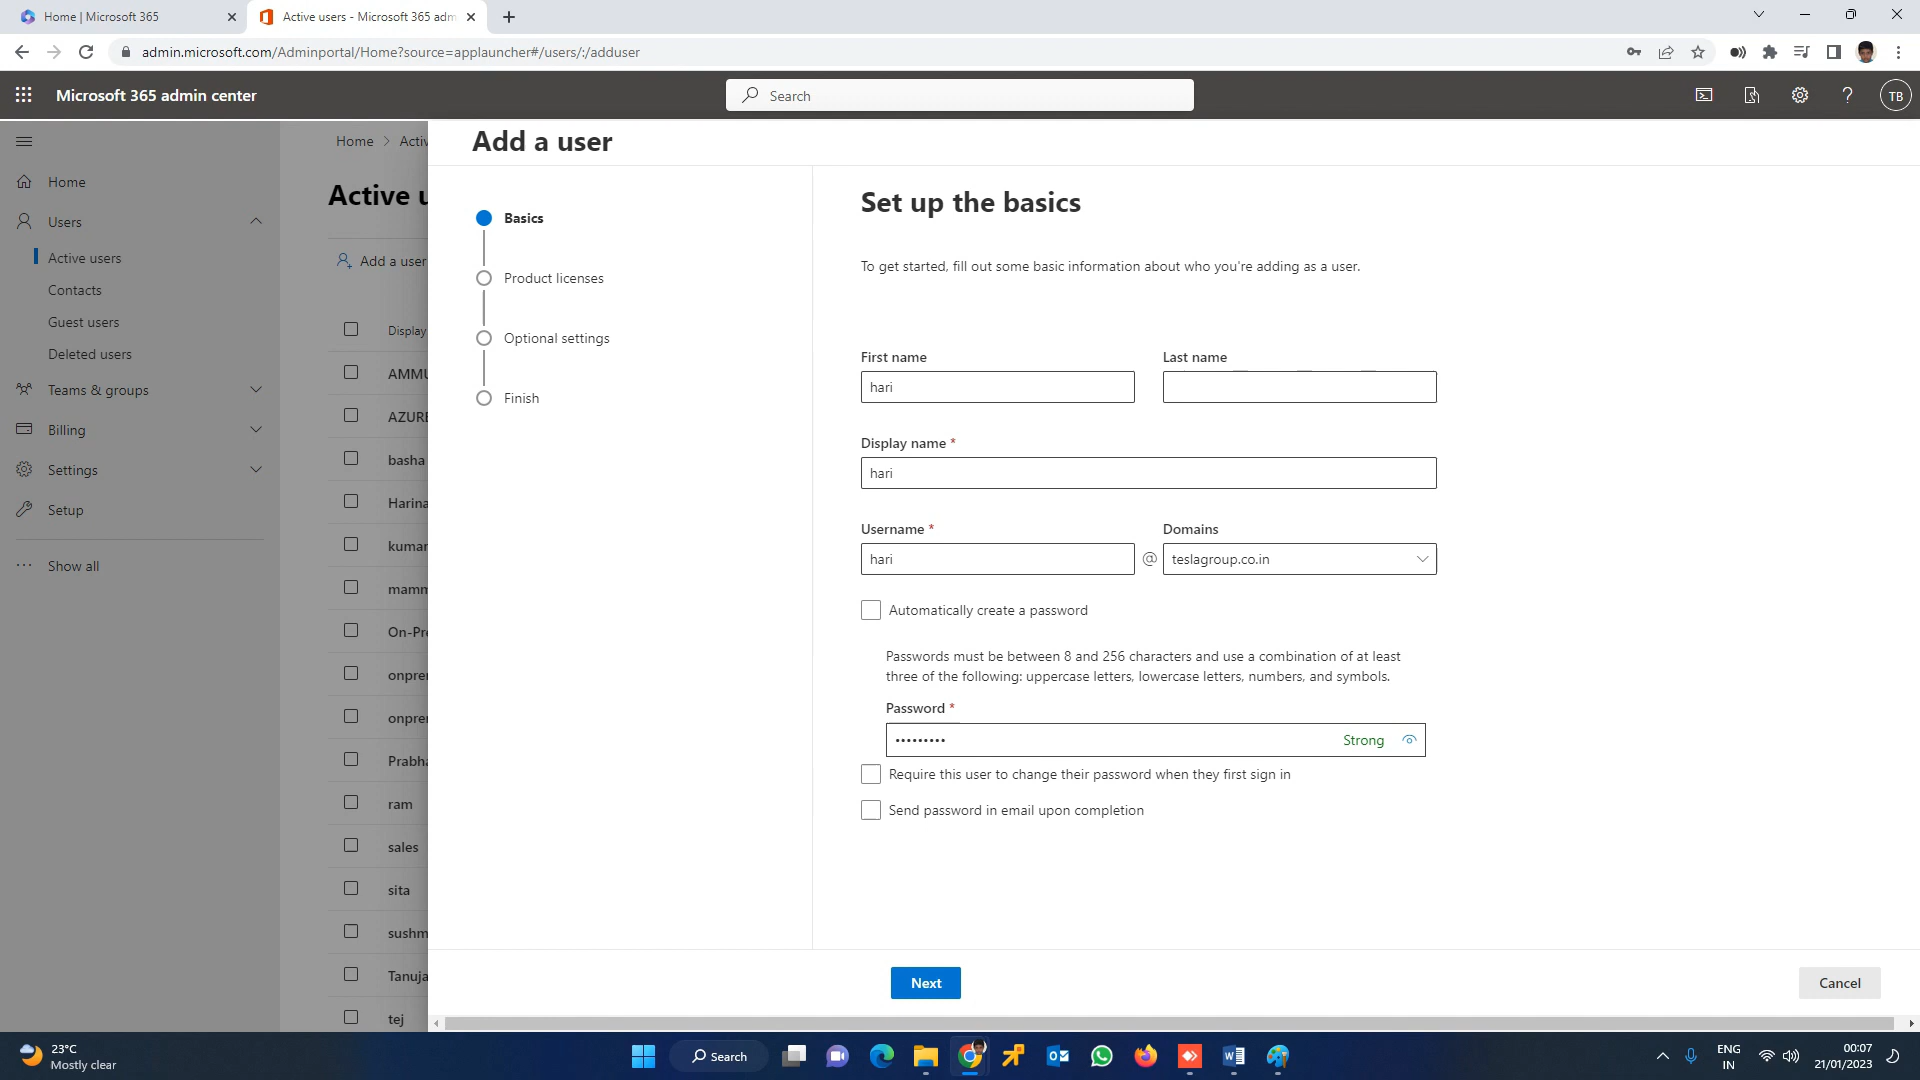 Home | Microsoft 365
Active users - Microsoft 365 adm
admin.microsoft.com/Adminportal/Home?source=applauncher#/users/:/adduser
Microsoft 365 admin center
Search
TB
Home > Activ
Add a user
Home
Users
Active users
Contacts
Guest users
Deleted users
Teams & groups
Billing
Settings
Setup
Show all
Active u
Add a user
Display
AMMU
AZURE
basha
Harina
kumar
mamm
On-Pre
onprer
onprer
Prabha
ram
sales
sita
sushm
Tanuja
tej
Basics
Product licenses
Optional settings
Finish
Set up the basics
To get started, fill out some basic information about who you're adding as a user.
First name
Last name
hari
Display name *
hari
Username *
Domains
hari
@
teslagroup.co.in
Automatically create a password
Passwords must be between 8 and 256 characters and use a combination of at least
three of the following: uppercase letters, lowercase letters, numbers, and symbols.
Password *
•••••••••
Strong
Require this user to change their password when they first sign in
Send password in email upon completion
Next
Cancel
23°C
Mostly clear
Search
ENG
IN
00:07
21/01/2023